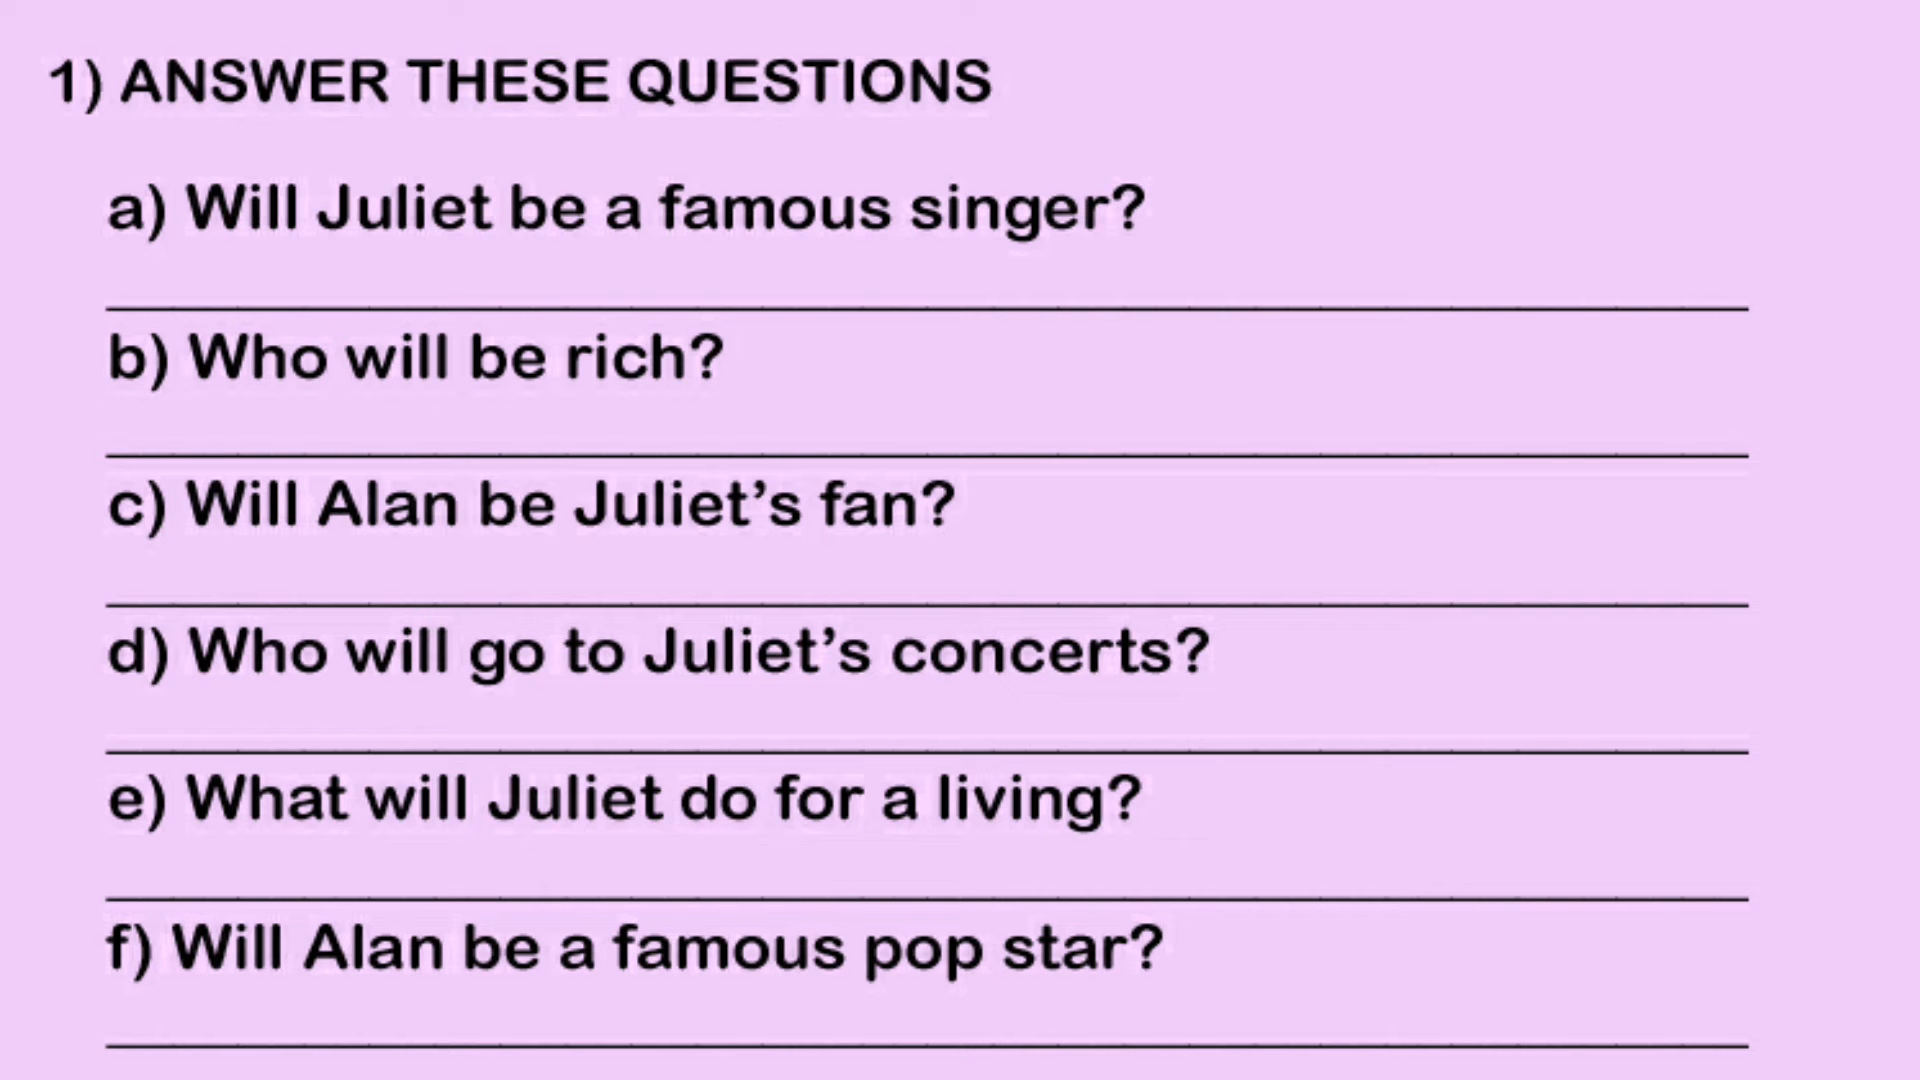 1) ANSWER THESE QUESTIONS
a) Will Juliet be a famous singer?
b) Who will be rich?
c) Will Alan be Juliet’s fan?
d) Who will go to Juliet’s concerts?
e) What will Juliet do for a living?
f) Will Alan be a famous pop star?